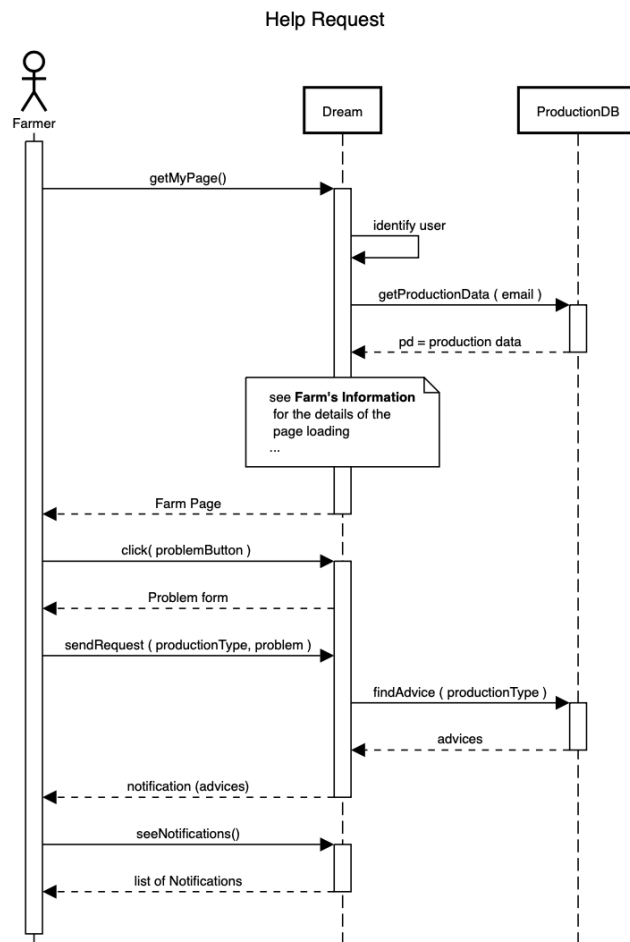 Help Request
Farmer
Dream
ProductionDB
getMyPage()
identify user
getProductionData ( email )
pd = production data
see Farm's Information
for the details of the
page loading
...
Farm Page
click( problemButton )
Problem form
sendRequest ( productionType, problem )
findAdvice ( productionType )
advices
notification (advices)
seeNotifications()
list of Notifications